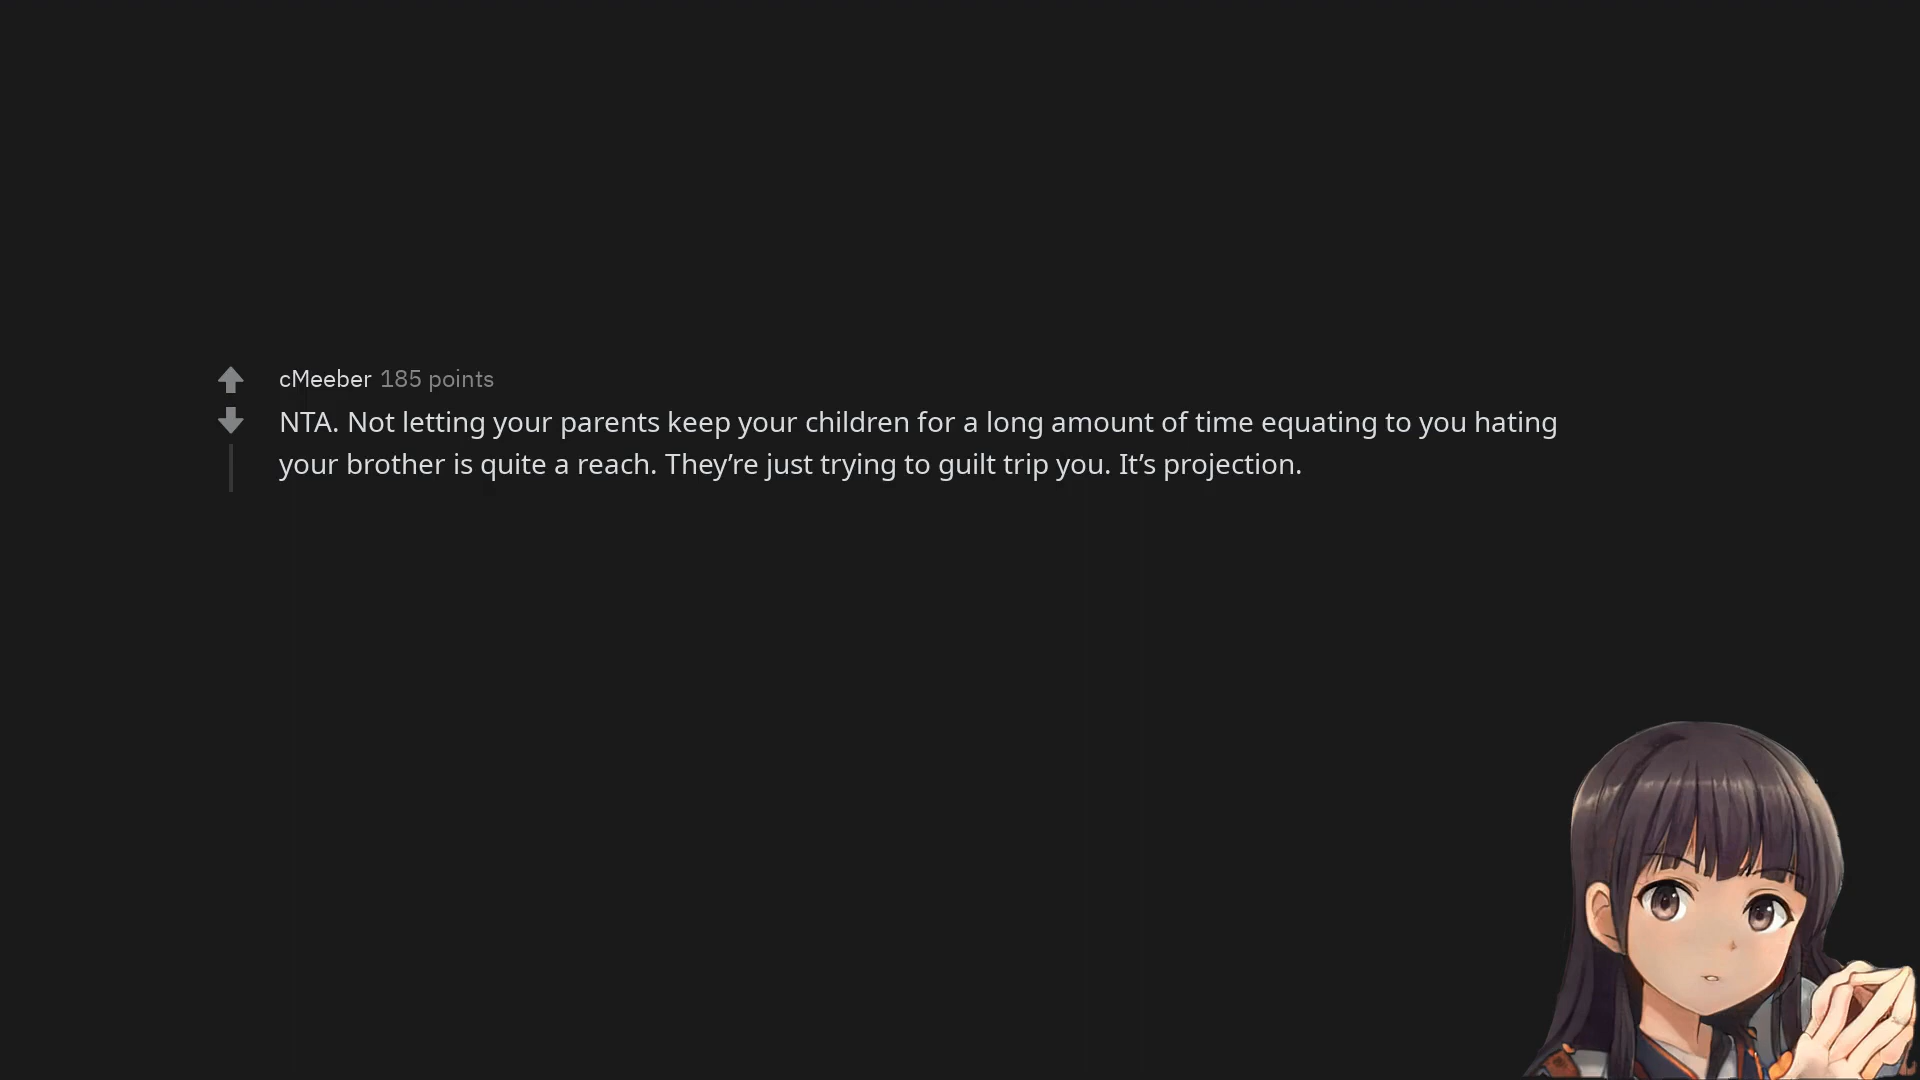 cMeeber 185 points
NTA. Not letting your parents keep your children for a long amount of time equating to you hating
your brother is quite a reach. They’re just trying to guilt trip you. It’s projection.